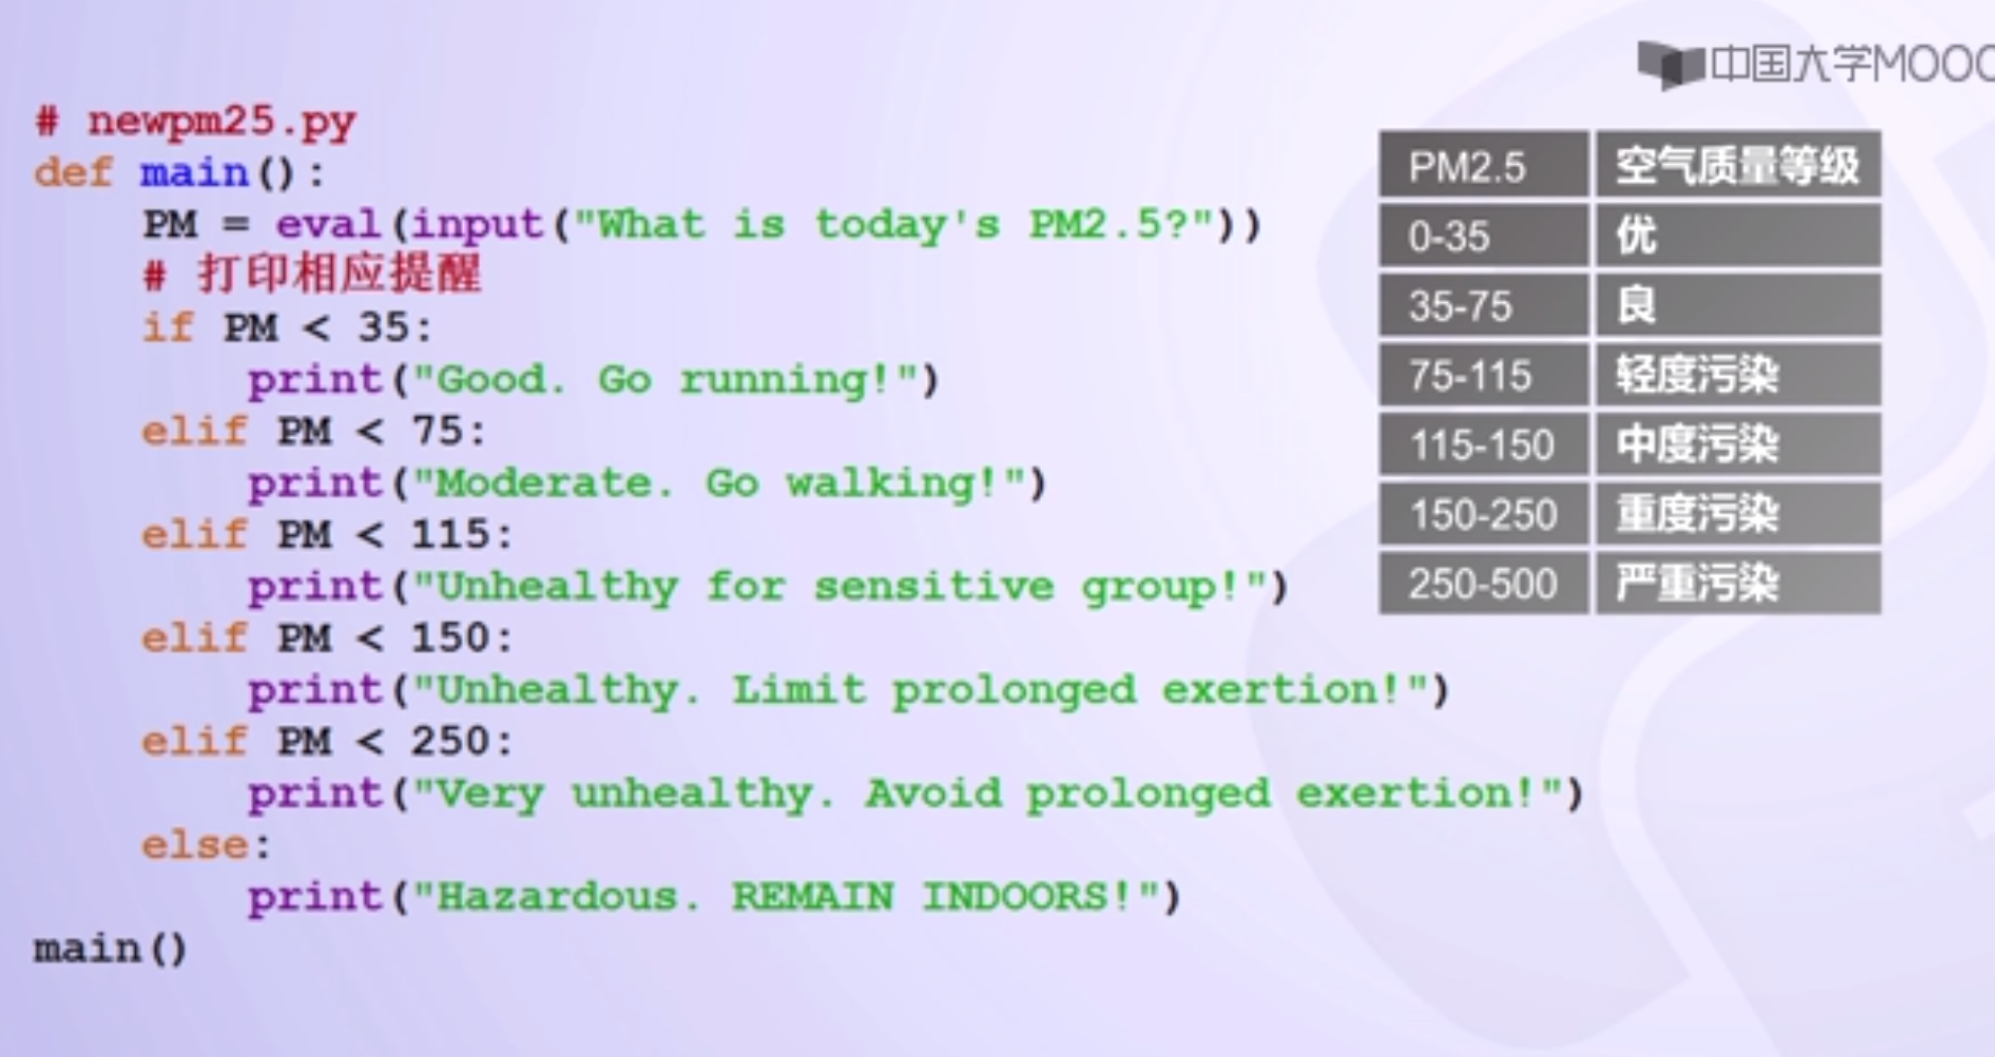 中国大学MOOC
# newpm25.py
def main():
    PM = eval(input("What is today's PM2.5?"))
    # 打印相应提醒
    if PM < 35:
        print("Good. Go running!")
    elif PM < 75:
        print("Moderate. Go walking!")
    elif PM < 115:
        print("Unhealthy for sensitive group!")
    elif PM < 150:
        print("Unhealthy. Limit prolonged exertion!")
    elif PM < 250:
        print("Very unhealthy. Avoid prolonged exertion!")
    else:
        print("Hazardous. REMAIN INDOORS!")
main()
PM2.5 空气质量等级
0-35 优
35-75 良
75-115 轻度污染
115-150 中度污染
150-250 重度污染
250-500 严重污染